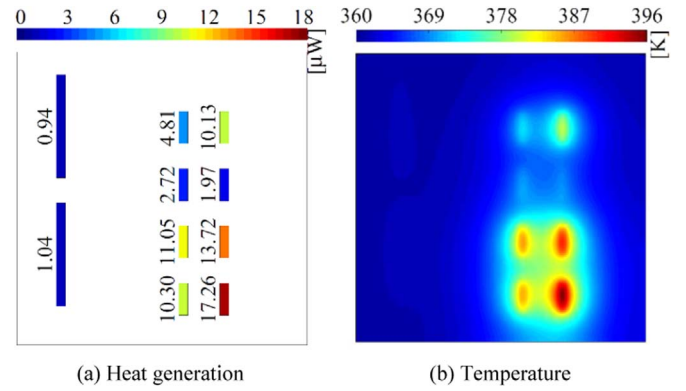 0 3 6 9 12 15 18
[µW]
0.94
1.04
4.81
10.13
2.72
1.97
11.05
13.72
10.30
17.26
(a) Heat generation
360 369 378 387 396
[K]
(b) Temperature